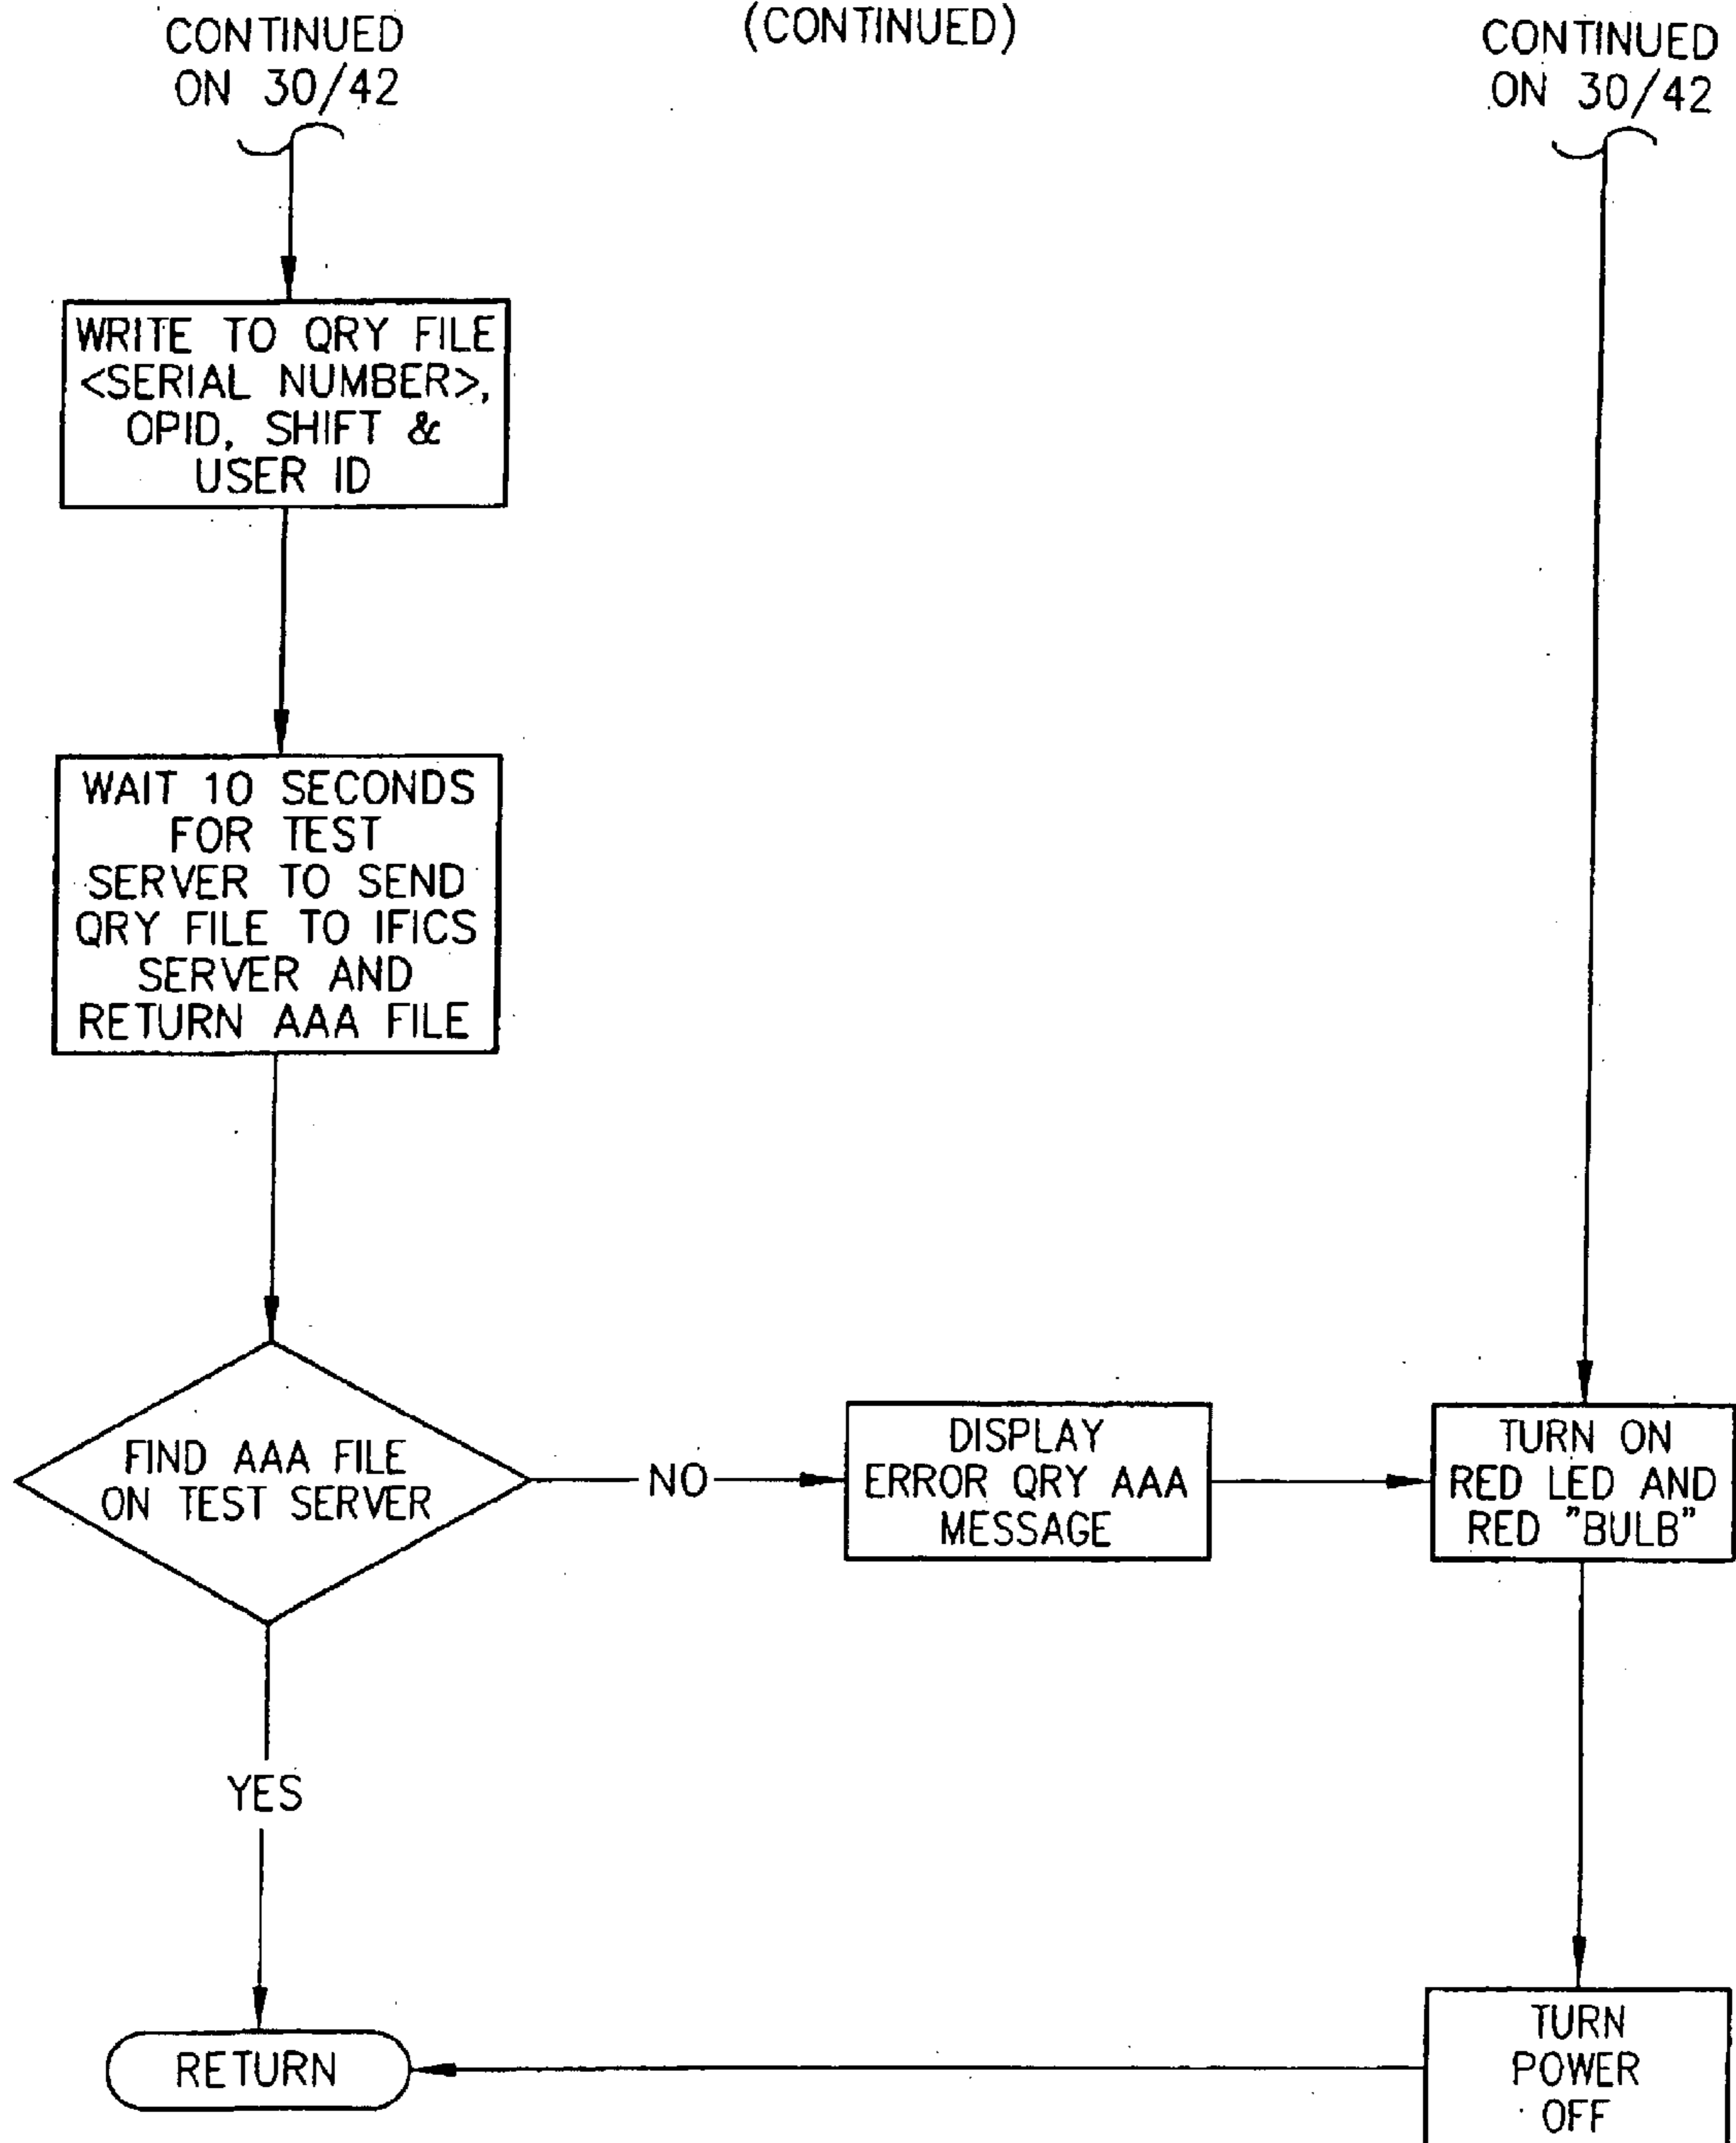 CONTINUED
ON 30/42
(CONTINUED)
CONTINUED
ON 30/42
WRITE TO QRY FILE
<SERIAL NUMBER>,
OPID, SHIFT &
USER ID
WAIT 10 SECONDS
FOR TEST
SERVER TO SEND
QRY FILE TO IFICS
SERVER AND
RETURN AAA FILE
FIND AAA FILE
ON TEST SERVER
NO
DISPLAY
ERROR QRY AAA
MESSAGE
TURN ON
RED LED AND
RED "BULB"
YES
RETURN
TURN
POWER
OFF